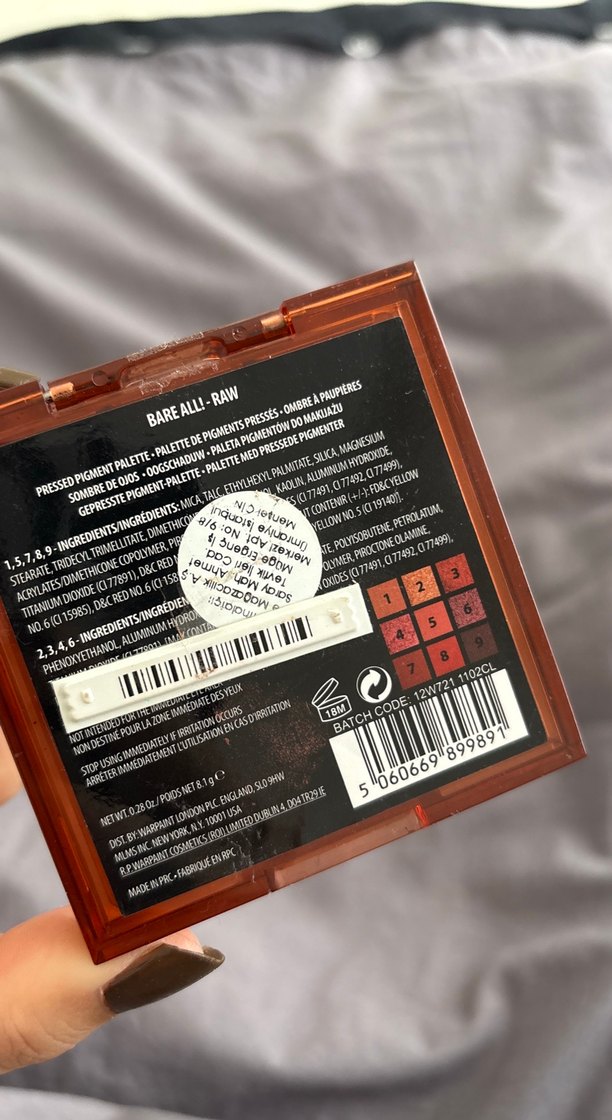 BARE ALL! - RAW
PRESSED PIGMENT PALETTE • PALETTE DE PIGMENTS PRESSÉS • OMBRE À PAUPIÈRES
SOMBRE DE OJOS • OOGSCHADUW • PALETA PIGMENTÓW DO MAKIJAŻU
GEPRESSTE PIGMENT-PALETTE • PALETTE MED PRESSEDE PIGMENTER
1,5,7,8,9 - INGREDIENTS/INGRÉDIENTS: MICA, TALC, ETHYLHEXYL PALMITATE, SILICA, MAGNESIUM
STEARATE, TRIDECYL TRIMELLITATE, DIMETHICO KAOLIN, ALUMINUM HYDROXIDE,
ACRYLATES/DIMETHICONE COPOLYMER, (CI 77491, CI 77492, CI 77499),
TITANIUM DIOXIDE (CI 77891), D&C RED CONTENIR (+/-): FD&C YELLOW
NO. 6 (CI 15985), D&C RED NO. 6 (CI 158 YELLOW NO. 5 (CI 19140)].
2,3,4,6 - INGREDIENTS/INGRÉDIEN POLYISOBUTENE, PETROLATUM,
PHENOXYETHANOL, ALUMINUM HYDRO POLYMER, PIROCTONE OLAMINE,
OXIDES (CI 77491, CI 77492, CI 77499),
Saray Mah. Ahmet
Tevfik İleri Cad.
Müge Ergenç İş
Merkezi Apt. No: 9/8
Ümraniye İstanbul
Menşei: Çin
1 2 3
4 5 6
7 8 9
NOT INTENDED FOR THE IMMEDIATE EYE AREA
NON DESTINÉ POUR LA ZONE IMMÉDIATE DES YEUX
STOP USING IMMEDIATELY IF IRRITATION OCCURS
ARRÊTER IMMÉDIATEMENT L'UTILISATION EN CAS D'IRRITATION
18M
BATCH CODE: 12W721 1102CL
5 060669 899891
NET WT. 0.28 Oz / POIDS NET 8.1 g ℮
DIST. BY: WARPAINT LONDON PLC. ENGLAND, SL0 9HW
MLMS INC. NEW YORK, N.Y. 10001 USA
R.P WARPAINT COSMETICS (ROI) LIMITED DUBLIN 4, D04 TR29 IE
MADE IN PRC • FABRIQUÉ EN RPC